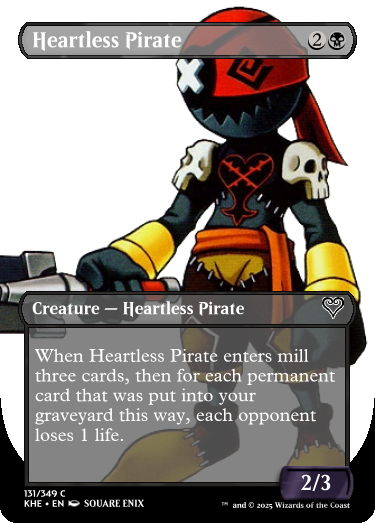 Heartless Pirate 2
Creature — Heartless Pirate
When Heartless Pirate enters mill
three cards, then for each permanent
card that was put into your
graveyard this way, each opponent
loses 1 life.
2/3
131/349 C
KHE • EN SQUARE ENIX
™ and © 2025 Wizards of the Coast